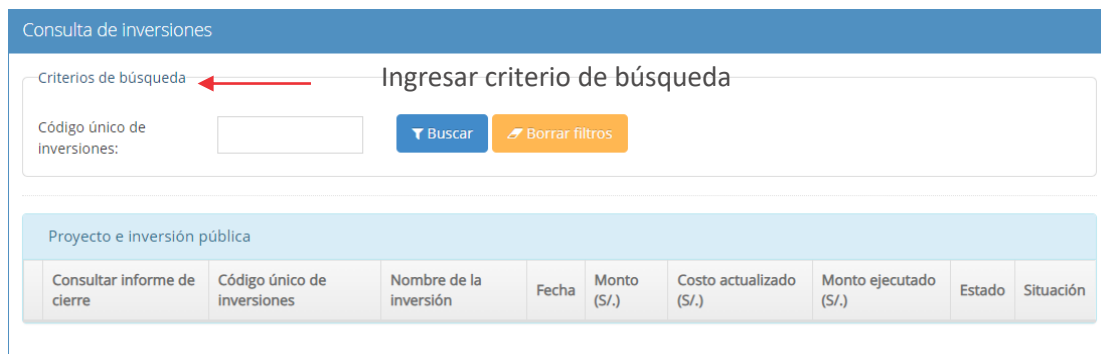 Consulta de inversiones
Criterios de búsqueda
Ingresar criterio de búsqueda
Código único de
inversiones:
Buscar
Borrar filtros
Proyecto e inversión pública
Consultar informe de
cierre
Código único de
inversiones
Nombre de la
inversión
Fecha
Monto
(S/.)
Costo actualizado
(S/.)
Monto ejecutado
(S/.)
Estado
Situación